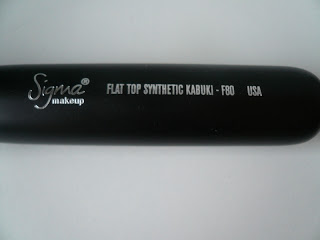 Sigma®
makeup
FLAT TOP SYNTHETIC KABUKI - F80 USA